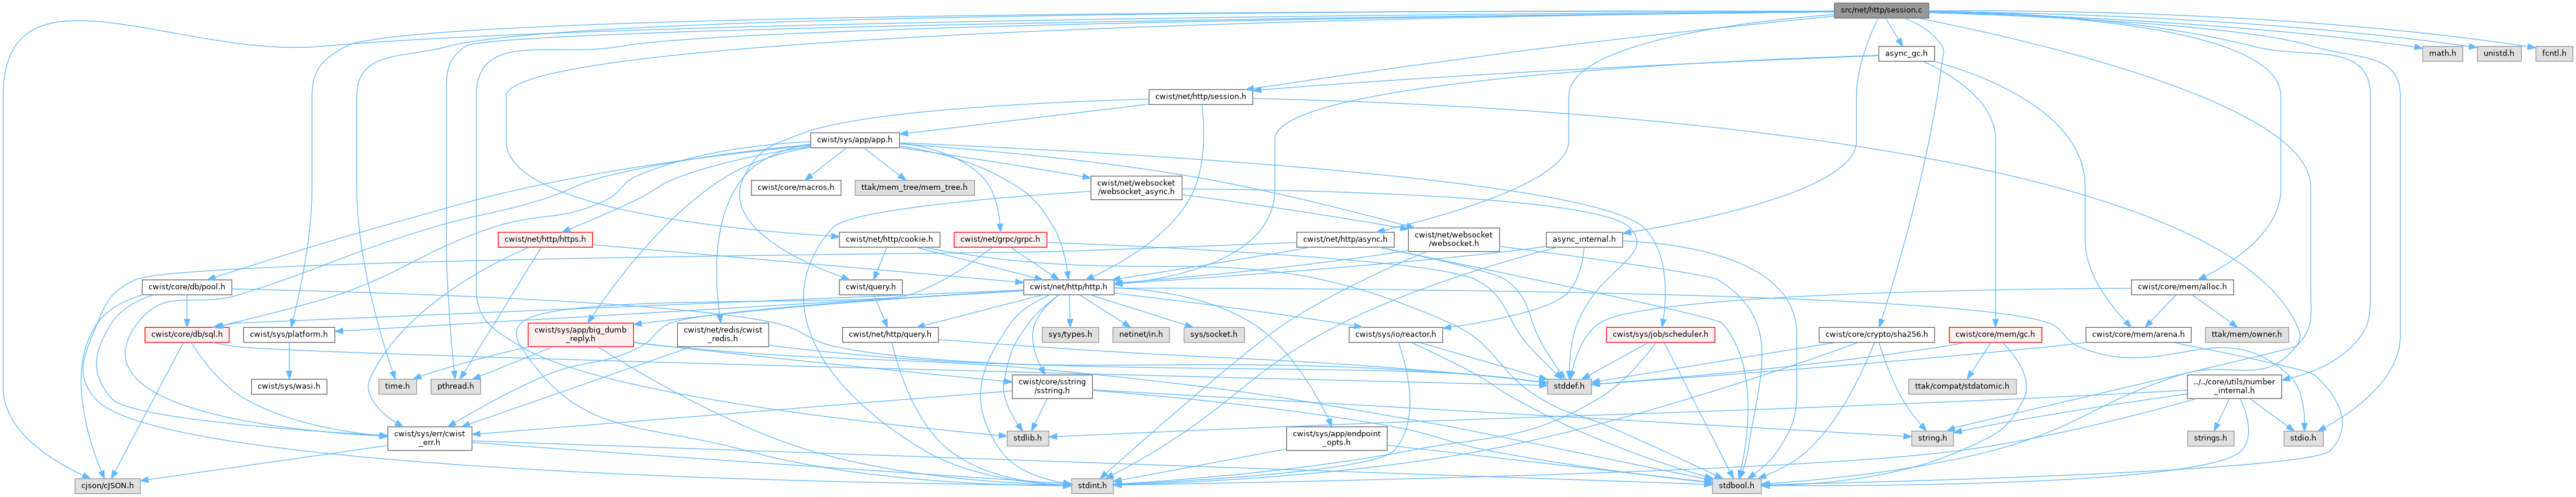 src/net/http/session.c
math.h
unistd.h
fcntl.h
async_gc.h
cwist/net/http/session.h
cwist/sys/app/app.h
cwist/core/macros.h
ttak/mem_tree/mem_tree.h
cwist/net/websocket
/websocket_async.h
cwist/net/http/https.h
cwist/net/http/cookie.h
cwist/net/grpc/grpc.h
cwist/net/http/async.h
cwist/net/websocket
/websocket.h
async_internal.h
cwist/core/db/pool.h
cwist/query.h
cwist/net/http/http.h
cwist/core/mem/alloc.h
cwist/core/db/sql.h
cwist/sys/platform.h
cwist/sys/app/big_dumb
_reply.h
cwist/net/redis/cwist
_redis.h
cwist/net/http/query.h
sys/types.h
netinet/in.h
sys/socket.h
cwist/sys/io/reactor.h
cwist/sys/job/scheduler.h
cwist/core/crypto/sha256.h
cwist/core/mem/gc.h
cwist/core/mem/arena.h
ttak/mem/owner.h
cwist/sys/wasi.h
time.h
pthread.h
cwist/core/sstring
/sstring.h
stddef.h
ttak/compat/stdatomic.h
../../core/utils/number
_internal.h
cwist/sys/err/cwist
_err.h
stdlib.h
cwist/sys/app/endpoint
_opts.h
string.h
strings.h
stdio.h
cjson/cJSON.h
stdint.h
stdbool.h